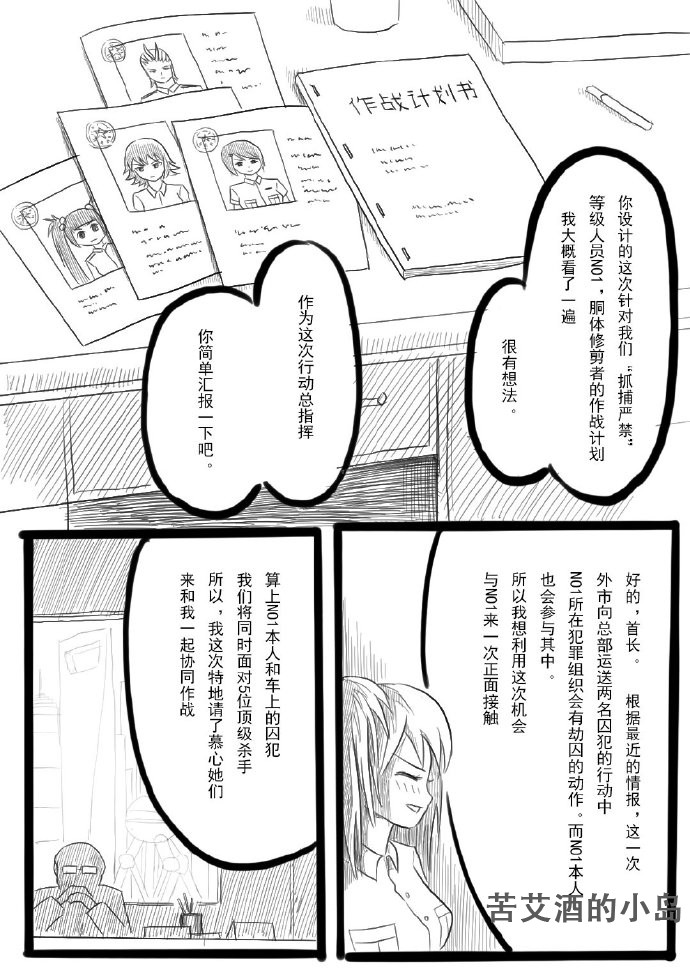 作战计划书
你设计的这次针对我们“抓捕严禁”
等级人员NO1，胴体修剪者的作战计划
我大概看了一遍
很有想法。
作为这次行动总指挥
你简单汇报一下吧。
好的，首长。 根据最近的情报，这一次
外市向总部运送两名囚犯的行动中
NO1所在犯罪组织会有劫囚的动作。而NO1本人
也会参与其中。
所以我想利用这次机会
与NO1来一次正面接触
算上NO1本人和车上的囚犯
我们将同时面对5位顶级杀手
所以，我这次特地请了慕心她们
来和我一起协同作战
苦艾酒的小岛